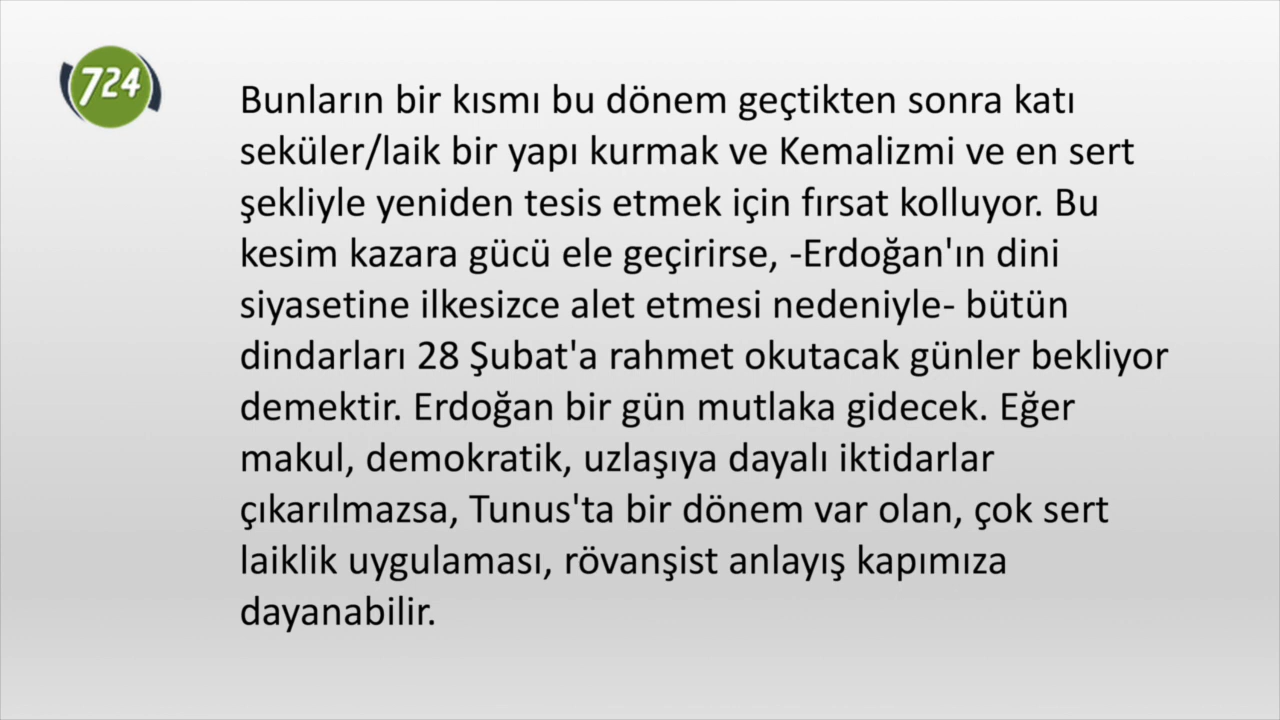 724
Bunların bir kısmı bu dönem geçtikten sonra katı
seküler/laik bir yapı kurmak ve Kemalizmi ve en sert
şekliyle yeniden tesis etmek için fırsat kolluyor. Bu
kesim kazara gücü ele geçirirse, -Erdoğan'ın dini
siyasetine ilkesizce alet etmesi nedeniyle- bütün
dindarları 28 Şubat'a rahmet okutacak günler bekliyor
demektir. Erdoğan bir gün mutlaka gidecek. Eğer
makul, demokratik, uzlaşıya dayalı iktidarlar
çıkarılmazsa, Tunus'ta bir dönem var olan, çok sert
laiklik uygulaması, rövanşist anlayış kapımıza
dayanabilir.